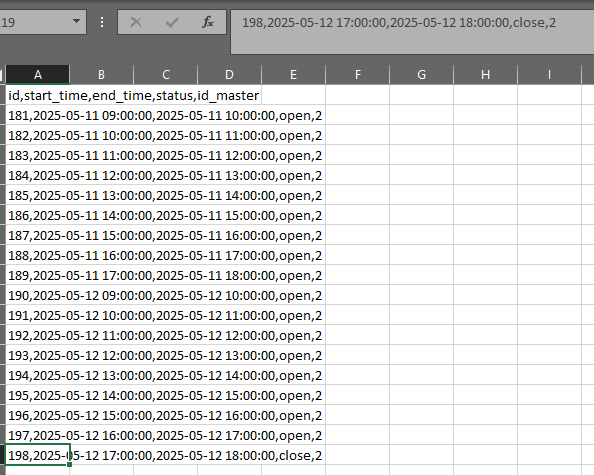 19
fx
198,2025-05-12 17:00:00,2025-05-12 18:00:00,close,2
A B C D E F G H I
id,start_time,end_time,status,id_master
181,2025-05-11 09:00:00,2025-05-11 10:00:00,open,2
182,2025-05-11 10:00:00,2025-05-11 11:00:00,open,2
183,2025-05-11 11:00:00,2025-05-11 12:00:00,open,2
184,2025-05-11 12:00:00,2025-05-11 13:00:00,open,2
185,2025-05-11 13:00:00,2025-05-11 14:00:00,open,2
186,2025-05-11 14:00:00,2025-05-11 15:00:00,open,2
187,2025-05-11 15:00:00,2025-05-11 16:00:00,open,2
188,2025-05-11 16:00:00,2025-05-11 17:00:00,open,2
189,2025-05-11 17:00:00,2025-05-11 18:00:00,open,2
190,2025-05-12 09:00:00,2025-05-12 10:00:00,open,2
191,2025-05-12 10:00:00,2025-05-12 11:00:00,open,2
192,2025-05-12 11:00:00,2025-05-12 12:00:00,open,2
193,2025-05-12 12:00:00,2025-05-12 13:00:00,open,2
194,2025-05-12 13:00:00,2025-05-12 14:00:00,open,2
195,2025-05-12 14:00:00,2025-05-12 15:00:00,open,2
196,2025-05-12 15:00:00,2025-05-12 16:00:00,open,2
197,2025-05-12 16:00:00,2025-05-12 17:00:00,open,2
198,2025-05-12 17:00:00,2025-05-12 18:00:00,close,2